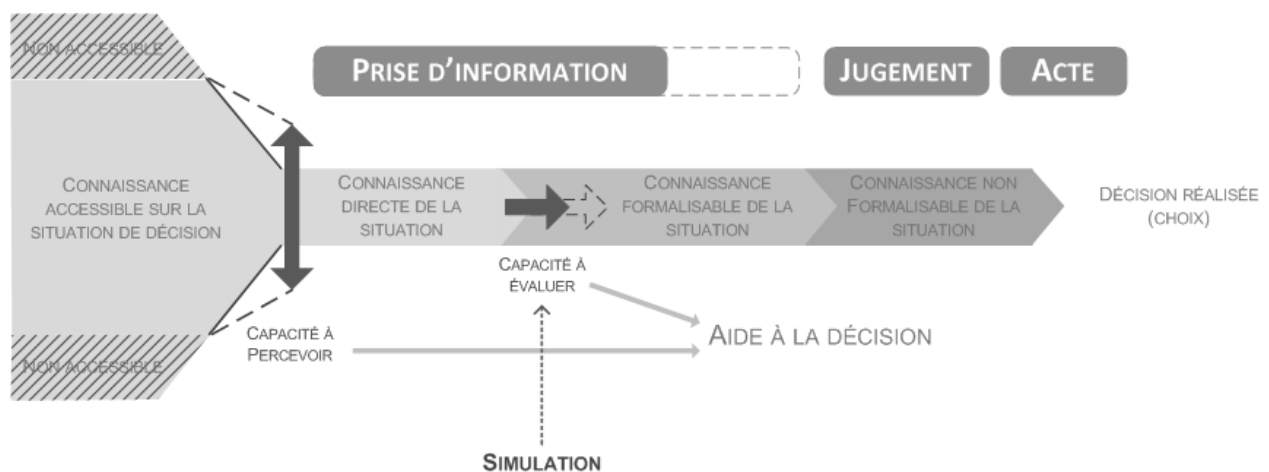 NON ACCESSIBLE
PRISE D'INFORMATION
JUGEMENT
ACTE
CONNAISSANCE
ACCESSIBLE SUR LA
SITUATION DE DÉCISION
CONNAISSANCE
DIRECTE DE LA
SITUATION
CONNAISSANCE
FORMALISABLE DE LA
SITUATION
CONNAISSANCE NON
FORMALISABLE DE LA
SITUATION
DÉCISION RÉALISÉE
(CHOIX)
CAPACITÉ À
ÉVALUER
CAPACITÉ À
PERCEVOIR
AIDE À LA DÉCISION
NON ACCESSIBLE
SIMULATION